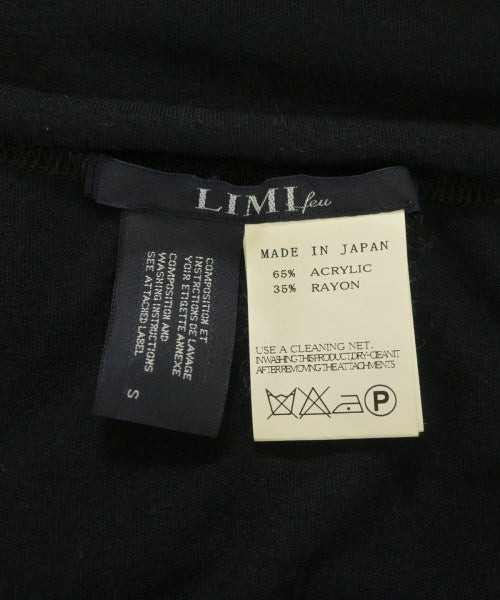 LIMI feu
COMPOSITION ET
INSTRUCTIONS DE LAVAGE
VOIR ETIQUETTE ANNEXE
COMPOSITION AND
WASHING INSTRUCTIONS
SEE ATTACHED LABEL
S
MADE IN JAPAN
65% ACRYLIC
35% RAYON
USE A CLEANING NET.
IN WASHING THIS PRODUCT.DRY-CLEAN IT
AFTER REMOVING THE ATTACHMENTS
P